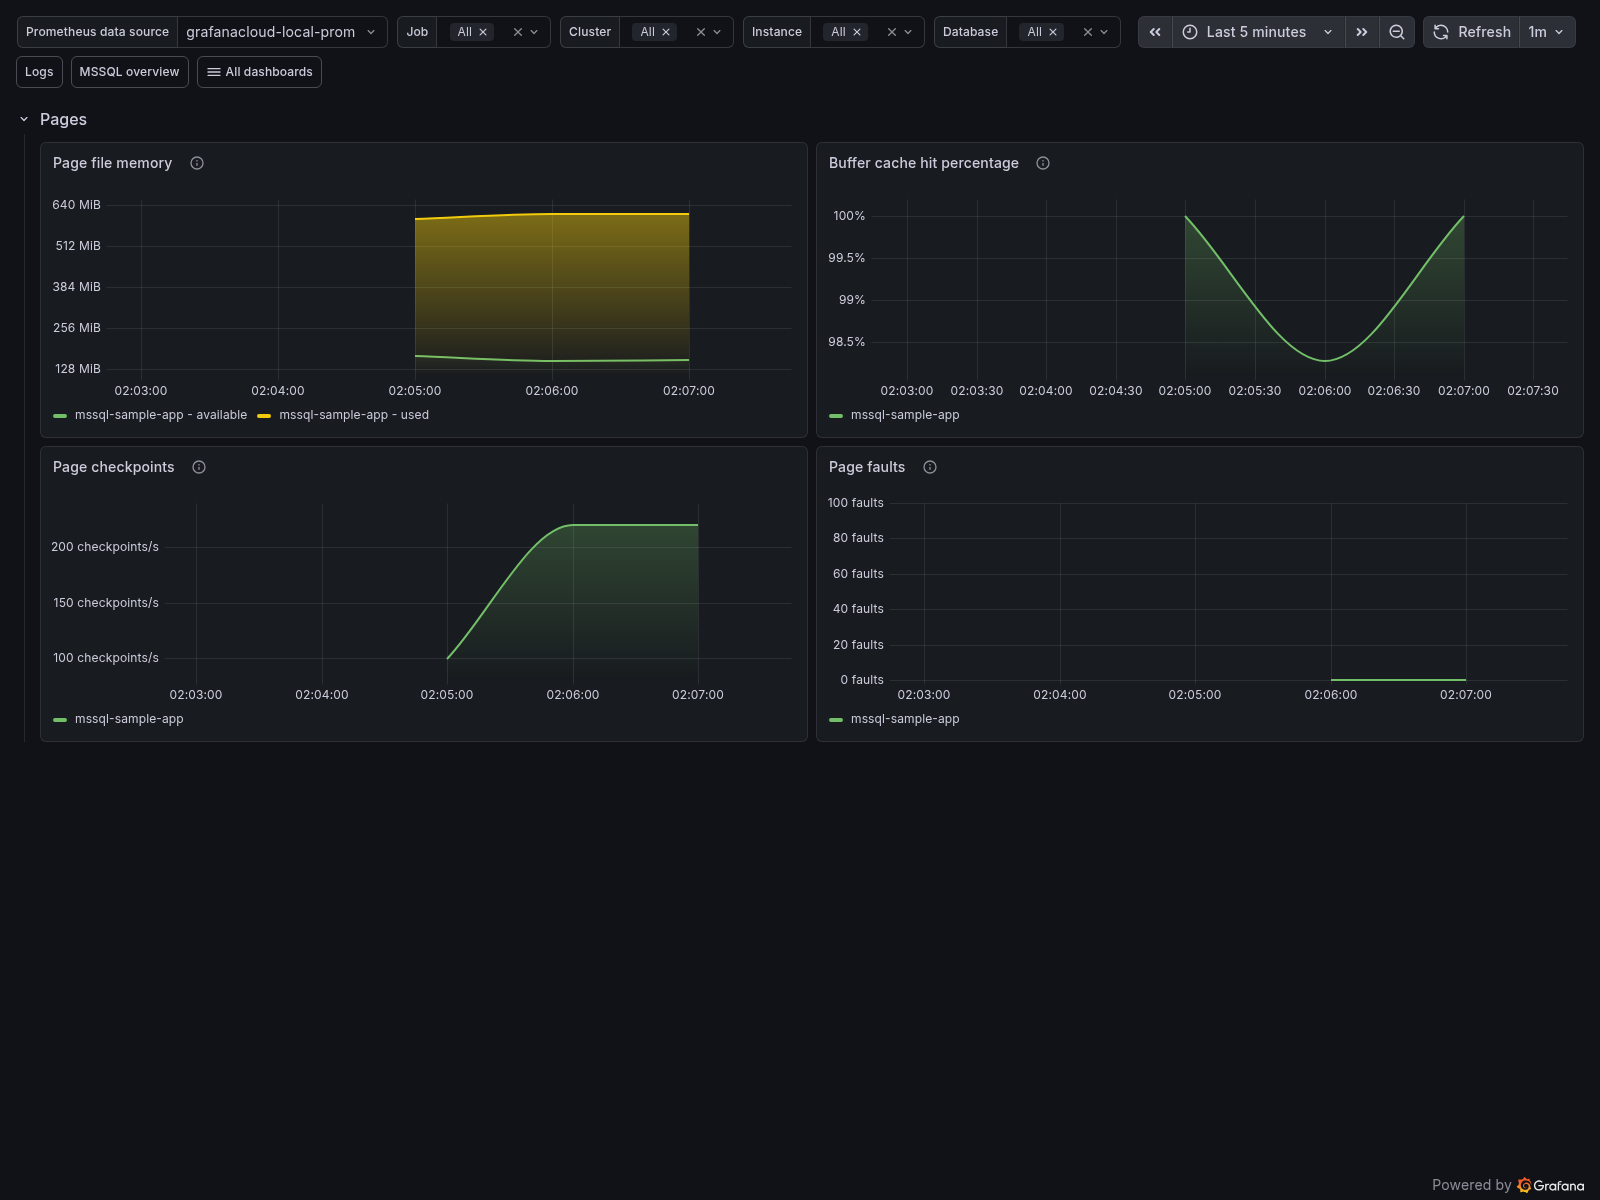 Prometheus data source grafanacloud-local-prom Job All Cluster All Instance All Database All Last 5 minutes Refresh 1m
Logs MSSQL overview All dashboards
Pages
Page file memory
640 MiB
512 MiB
384 MiB
256 MiB
128 MiB
02:03:00 02:04:00 02:05:00 02:06:00 02:07:00
mssql-sample-app - available mssql-sample-app - used
Buffer cache hit percentage
100%
99.5%
99%
98.5%
02:03:00 02:03:30 02:04:00 02:04:30 02:05:00 02:05:30 02:06:00 02:06:30 02:07:00 02:07:30
mssql-sample-app
Page checkpoints
200 checkpoints/s
150 checkpoints/s
100 checkpoints/s
02:03:00 02:04:00 02:05:00 02:06:00 02:07:00
mssql-sample-app
Page faults
100 faults
80 faults
60 faults
40 faults
20 faults
0 faults
02:03:00 02:04:00 02:05:00 02:06:00 02:07:00
mssql-sample-app
Powered by Grafana